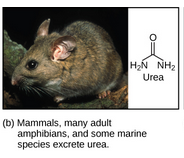 O
H₂N NH₂
Urea
(b) Mammals, many adult
amphibians, and some marine
species excrete urea.